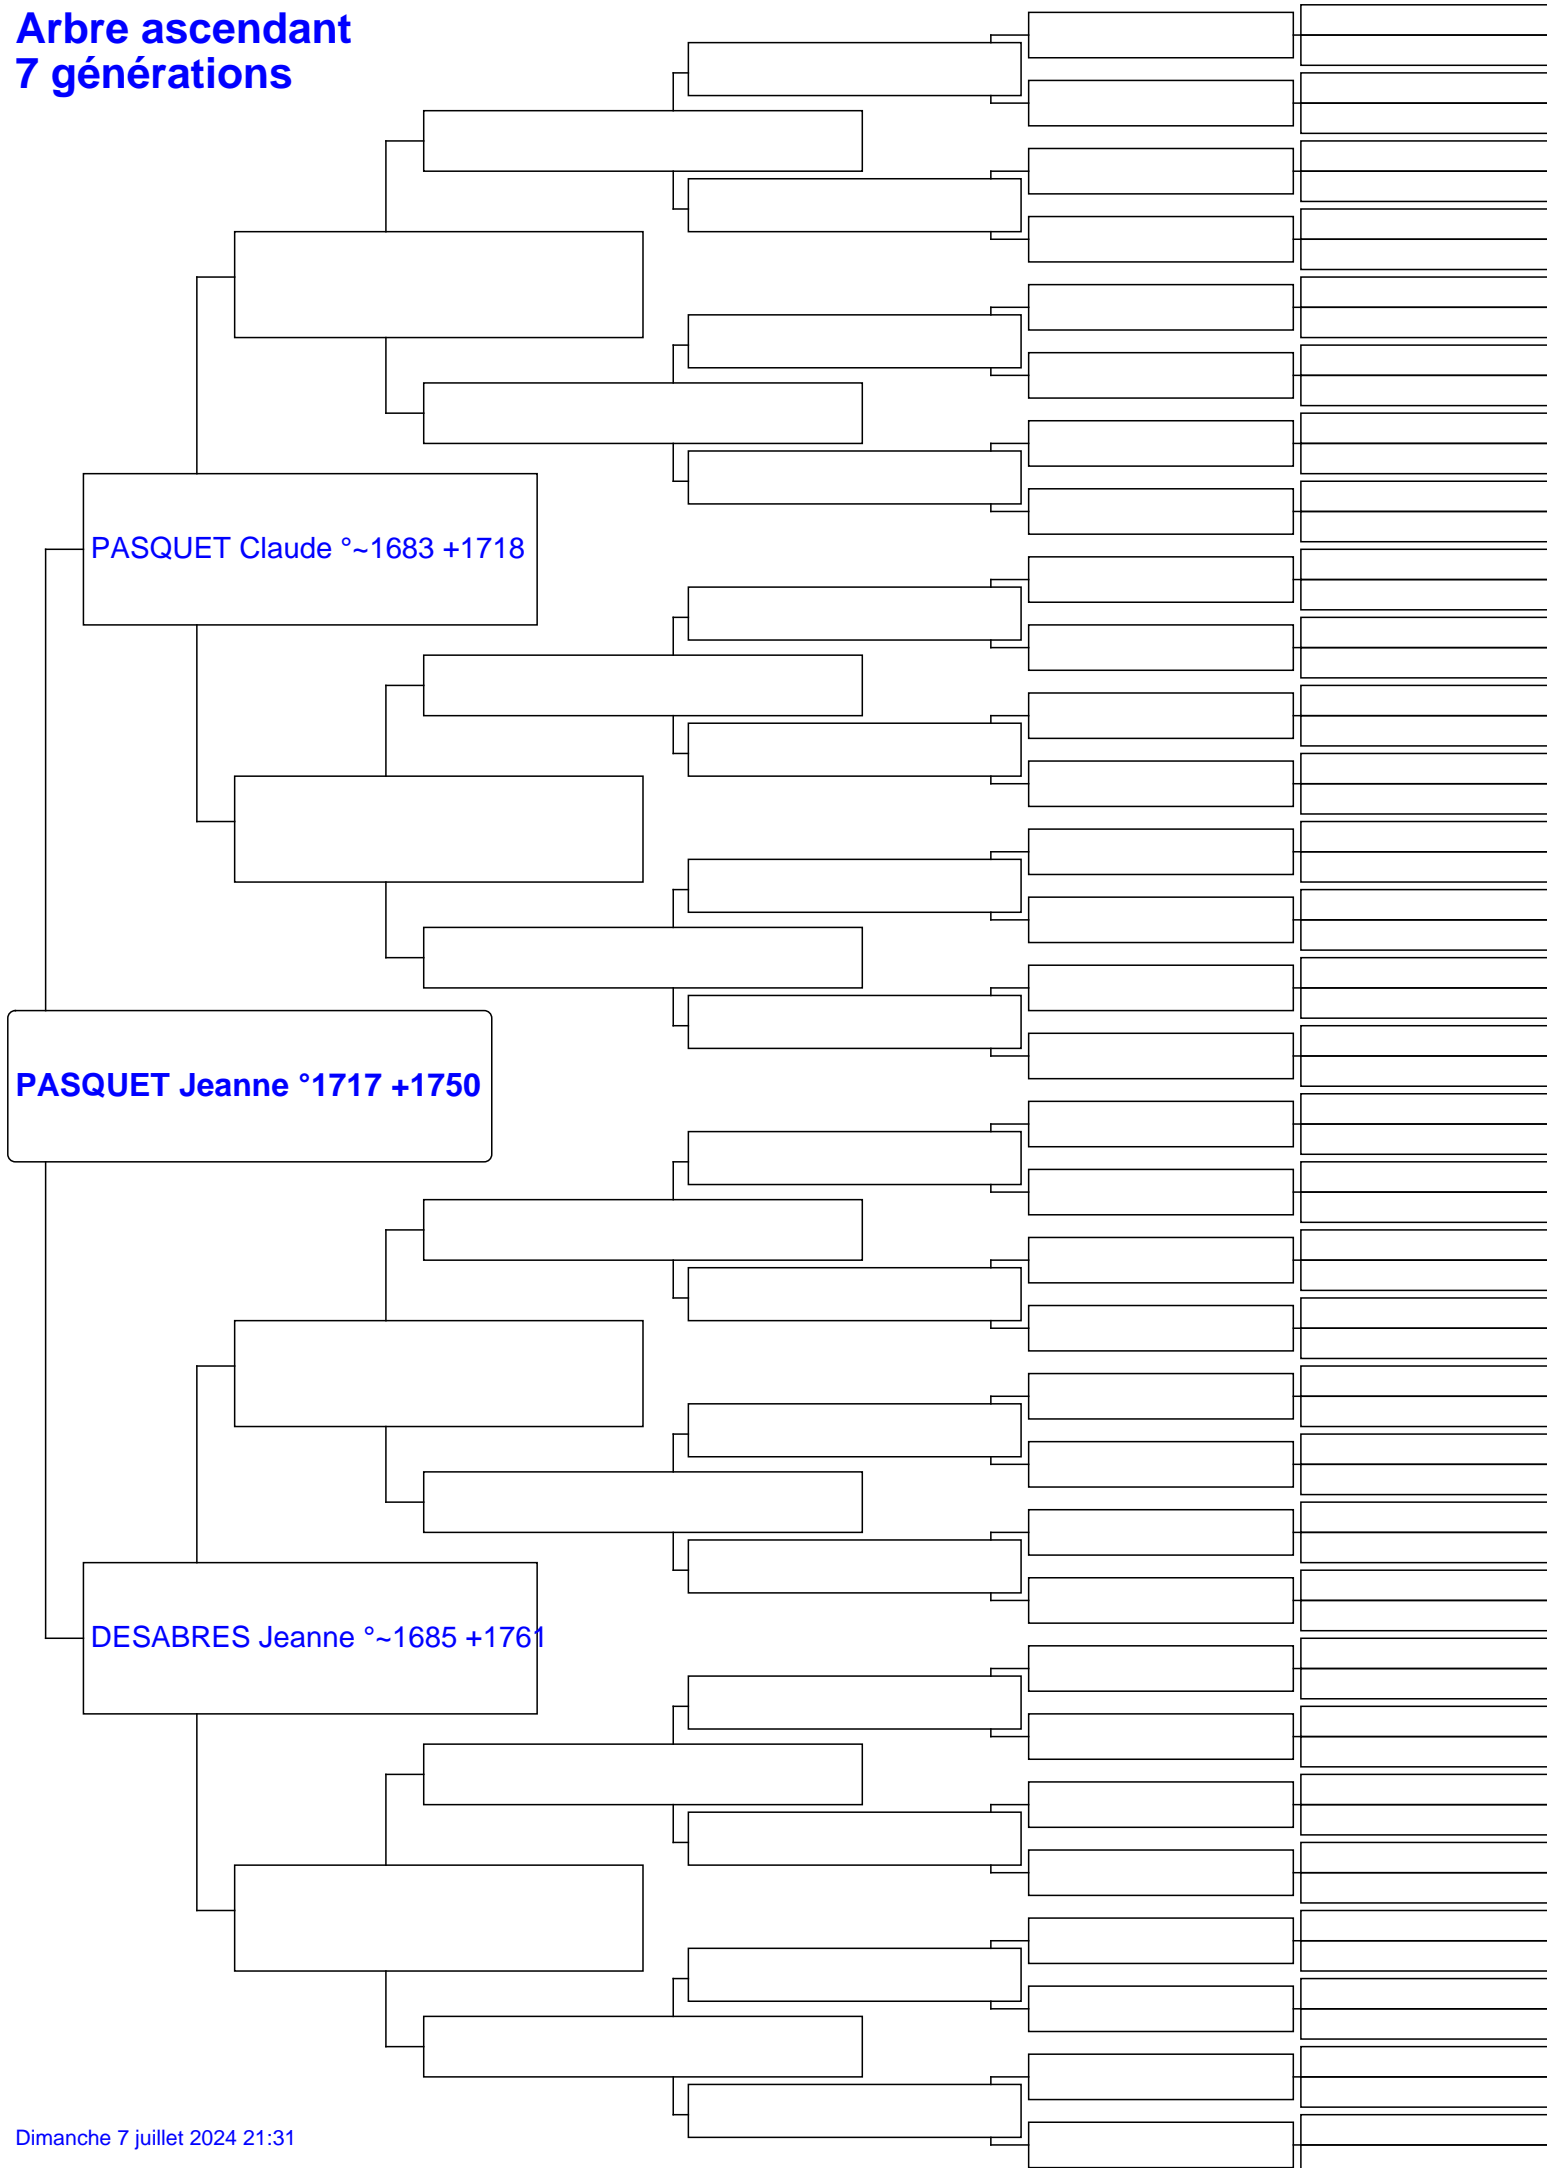 Arbre ascendant
7 générations
PASQUET Claude °~1683 +1718
PASQUET Jeanne °1717 +1750
DESABRES Jeanne °~1685 +1761
Dimanche 7 juillet 2024 21:31